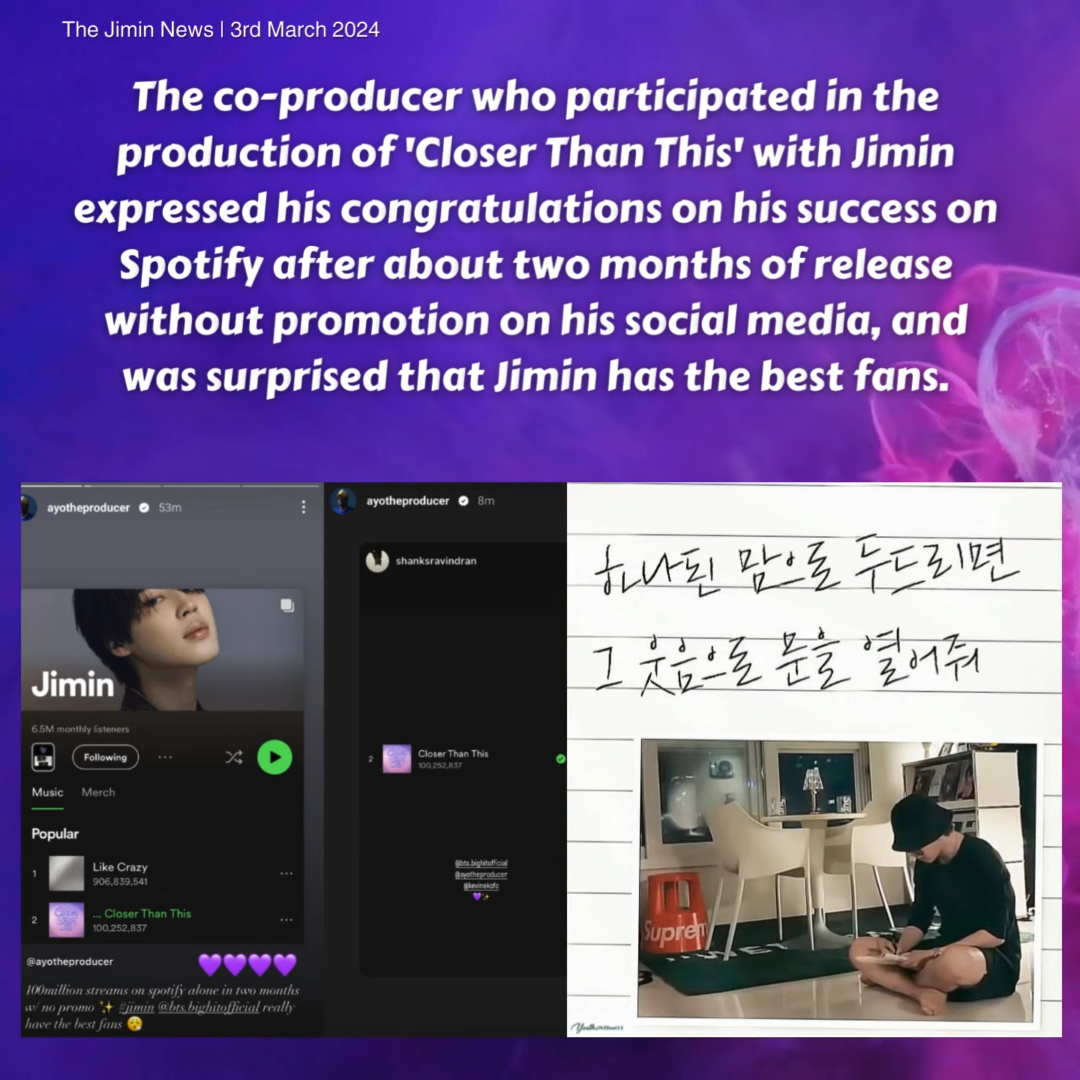 The Jimin News | 3rd March 2024
The co-producer who participated in the
production of 'Closer Than This' with Jimin
expressed his congratulations on his success on
Spotify after about two months of release
without promotion on his social media, and
was surprised that Jimin has the best fans.
ayotheproducer 53m
Jimin
6.5M monthly listeners
Following
Music Merch
Popular
1 Like Crazy
906,839,541
2 ... Closer Than This
100,252,837
@ayotheproducer
100million streams on spotify alone in two months
w/ no promo ✨ #jimin @bts.bighitofficial really
have the best fans 😌
ayotheproducer 8m
shanksravindran
2 Closer Than This
100,252,837
@bts.bighitofficial
@ayotheproducer
@kevinekofo
하나된 맘으로 두드리면
그 웃음으로 문을 열어줘
Suprem